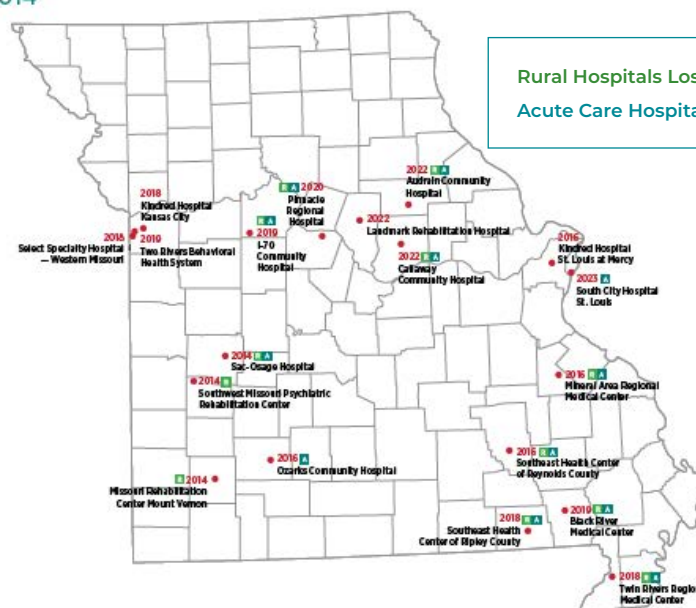 2014
Rural Hospitals Los
Acute Care Hospita
2022 R A
Audrain Community
Hospital
R A 2020
Pinnacle
Regional
Hospital
2018
Kindred Hospital
Kansas City
2022
Landmark Rehabilitation Hospital
R A
2019
I-70
Community
Hospital
Select Specialty Hospital
— Western Missouri
2019
Two Rivers Behavioral
Health System
2022 R A
Callaway
Community Hospital
2016
Kindred Hospital
St. Louis at Mercy
2023 A
South City Hospital
St. Louis
2014 R A
Sac-Osage Hospital
2014 R
Southwest Missouri Psychiatric
Rehabilitation Center
2016 R A
Mineral Area Regional
Medical Center
2016 A
Ozarks Community Hospital
2016 R A
Southeast Health Center
of Reynolds County
R 2014
Missouri Rehabilitation
Center Mount Vernon
2018 R A
Southeast Health
Center of Ripley County
2019 R A
Black River
Medical Center
2018 R A
Twin Rivers Regio
Medical Center